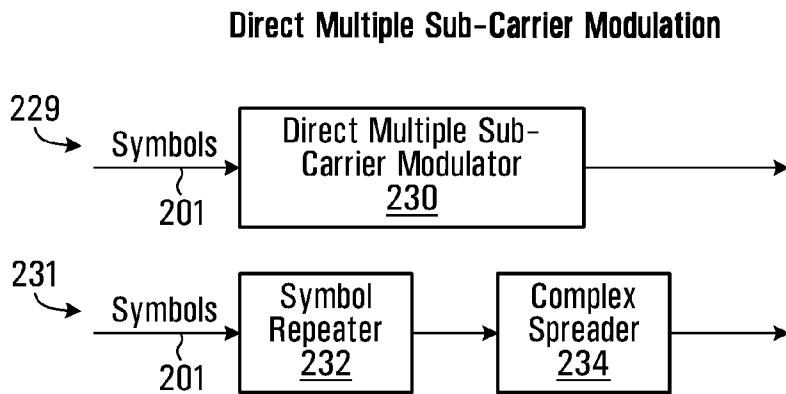 Direct Multiple Sub-Carrier Modulation
229
Symbols
201
Direct Multiple Sub-
Carrier Modulator
230
231
Symbols
201
Symbol
Repeater
232
Complex
Spreader
234